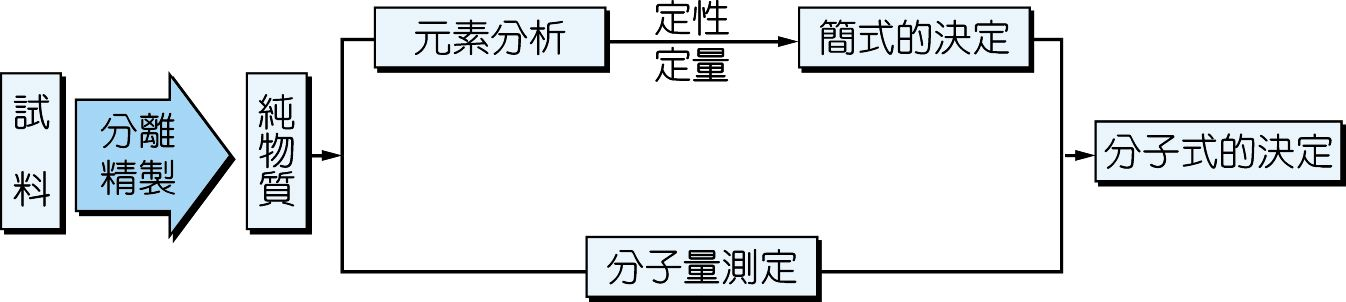 試料
分離
精製
純物質
元素分析
定性
定量
簡式的決定
分子量測定
分子式的決定